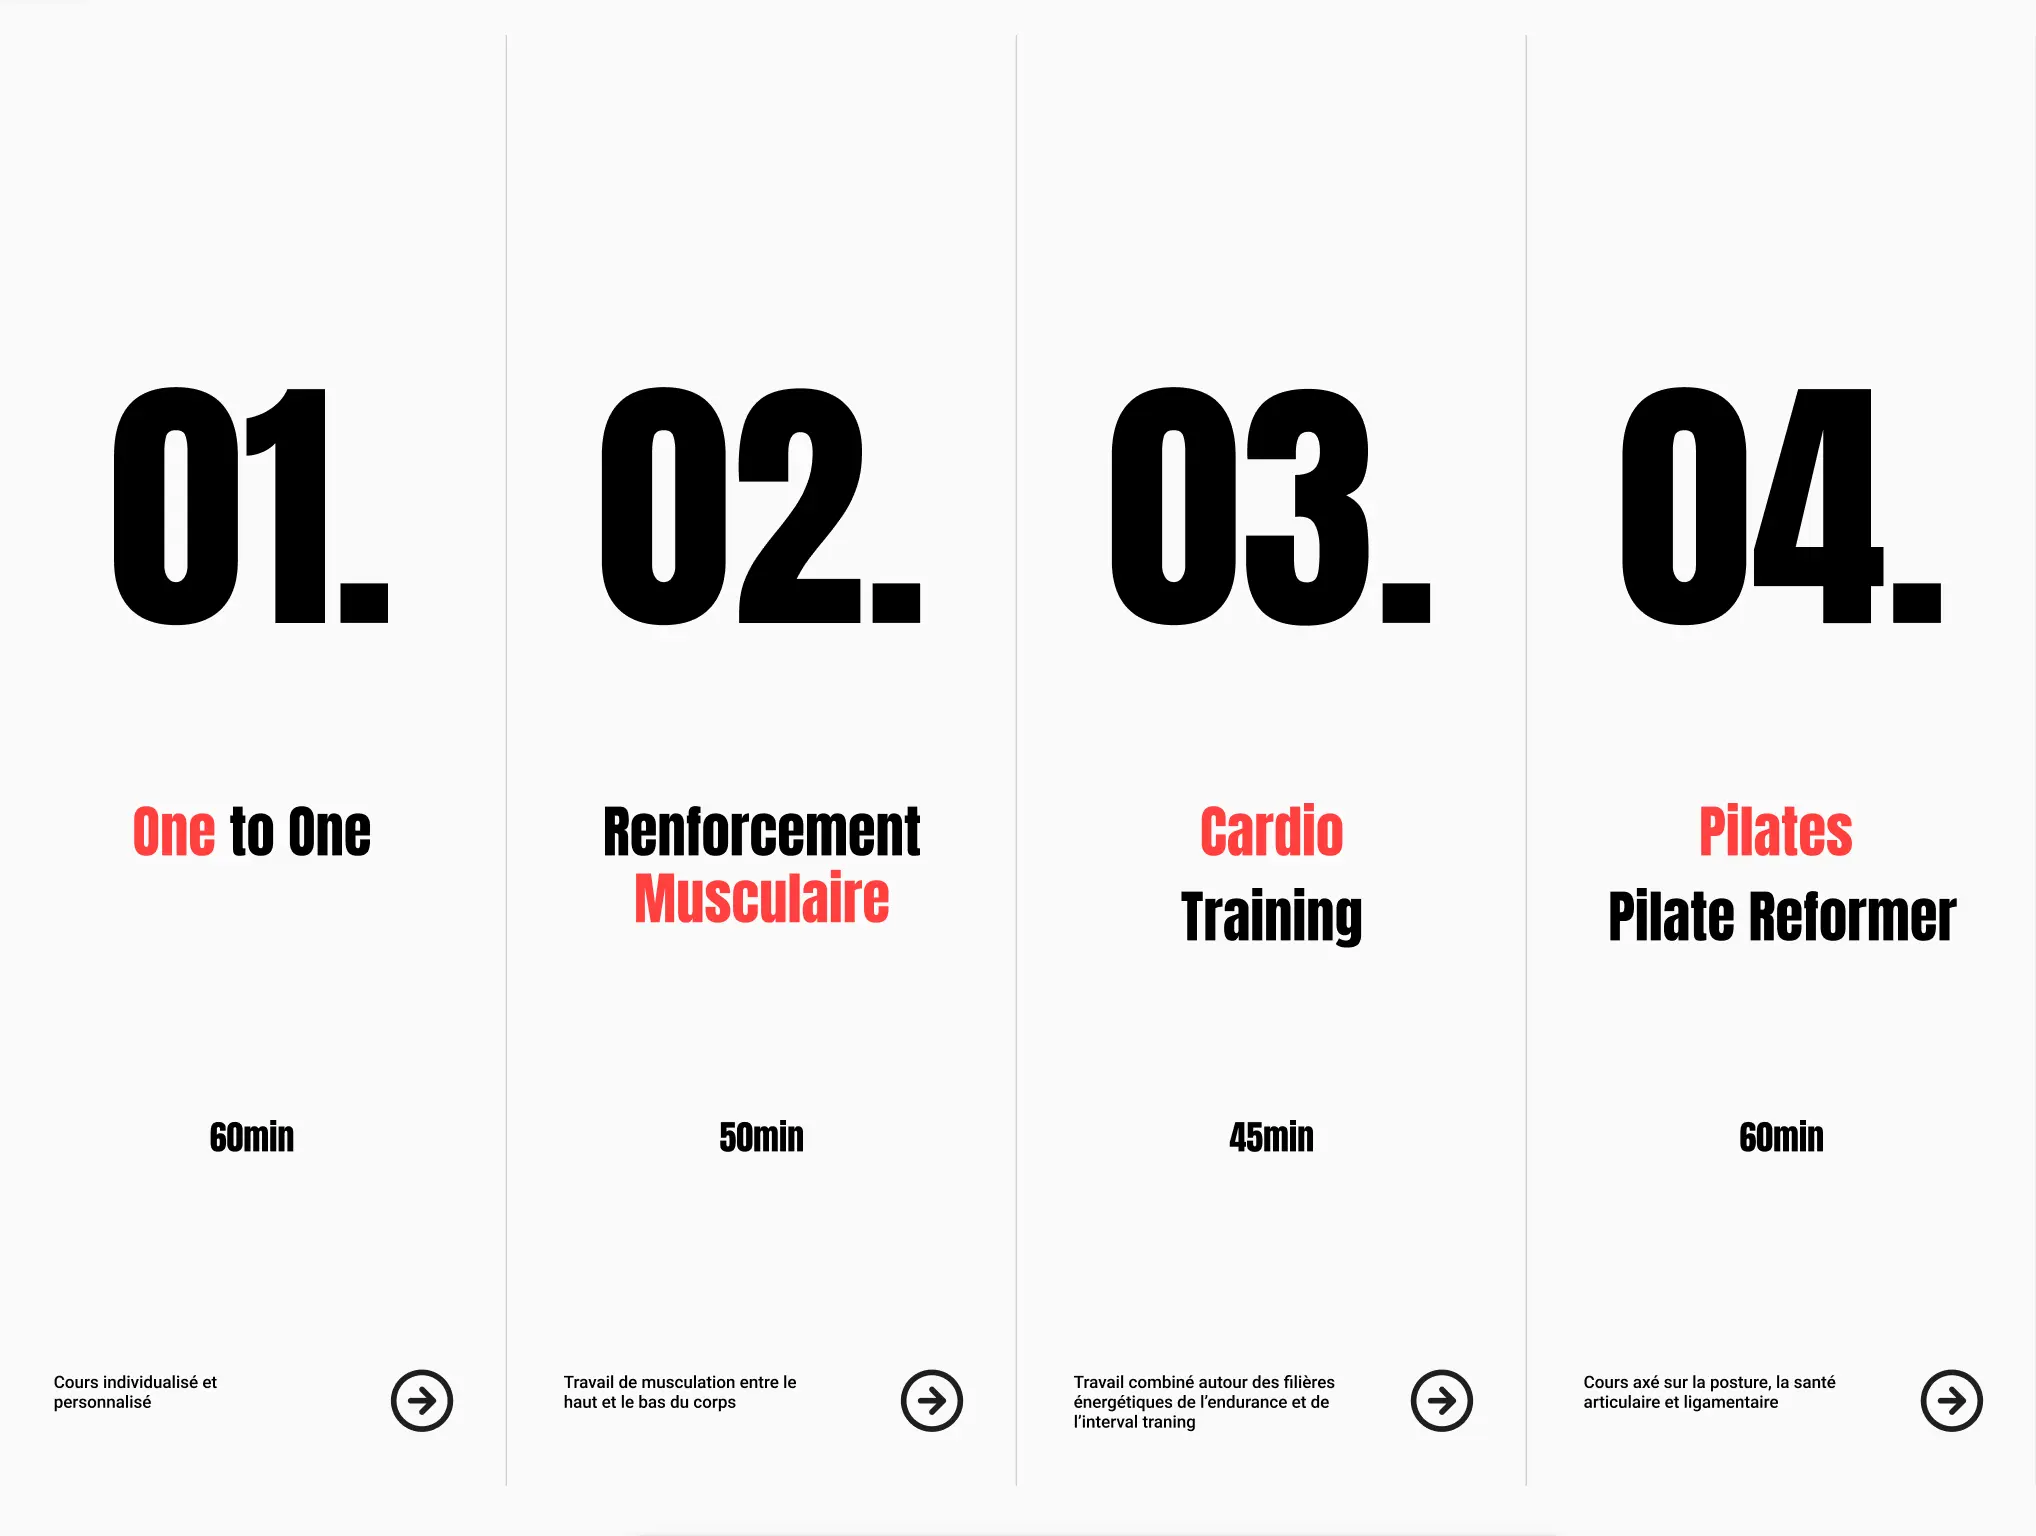 01.
One to One
60min
Cours individualisé et
personnalisé
02.
Renforcement
Musculaire
50min
Travail de musculation entre le
haut et le bas du corps
03.
Cardio
Training
45min
Travail combiné autour des filières
énergétiques de l’endurance et de
l’interval traning
04.
Pilates
Pilate Reformer
60min
Cours axé sur la posture, la santé
articulaire et ligamentaire